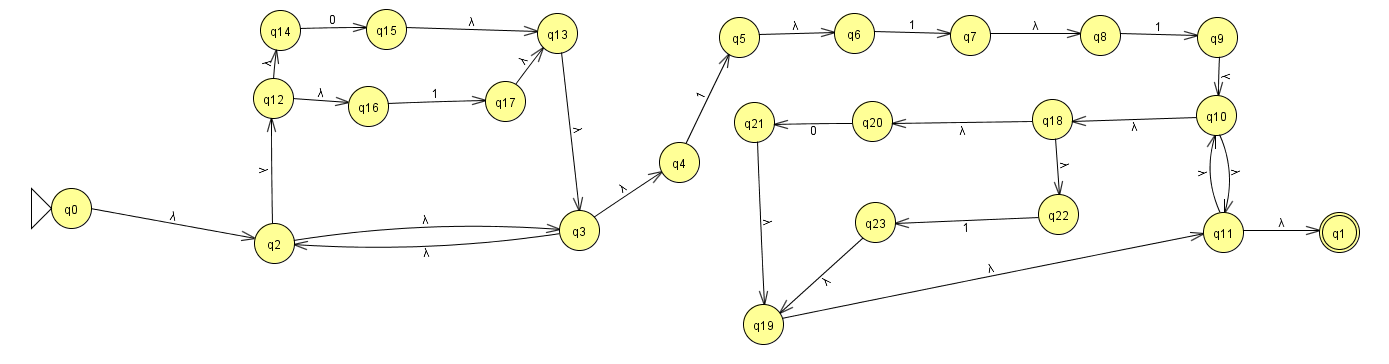 q14 0 q15 λ q13
q5 λ q6 1 q7 λ q8 1 q9
λ λ λ
q12 λ q16 1 q17
1
q10
q21 0 q20 λ q18 λ
λ λ λ λ
q4
λ
λ
q0 λ
q2 λ λ q3
λ
q23 1 q22
q11 λ q1
λ
λ
λ
q19